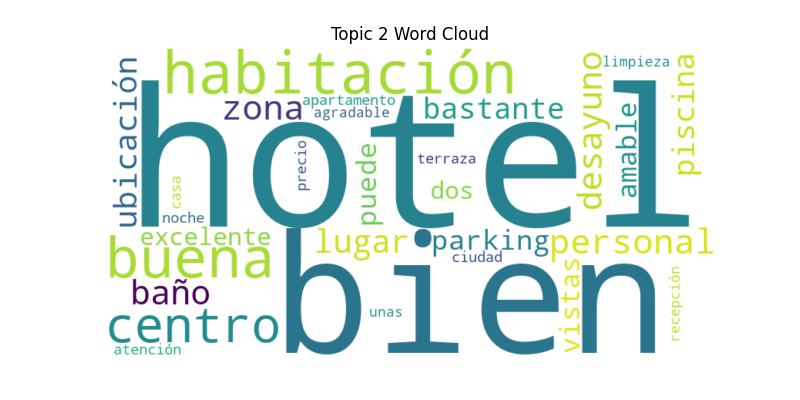 Topic 2 Word Cloud
habitación
limpieza
ubicación
zona
apartamento
agradable
bastante
desayuno
amable
piscina
hotel
precio
puede
terraza
casa
noche
dos
excelente
buena
lugar
parking
personal
ciudad
bien
baño
vistas
recepción
centro
unas
atención